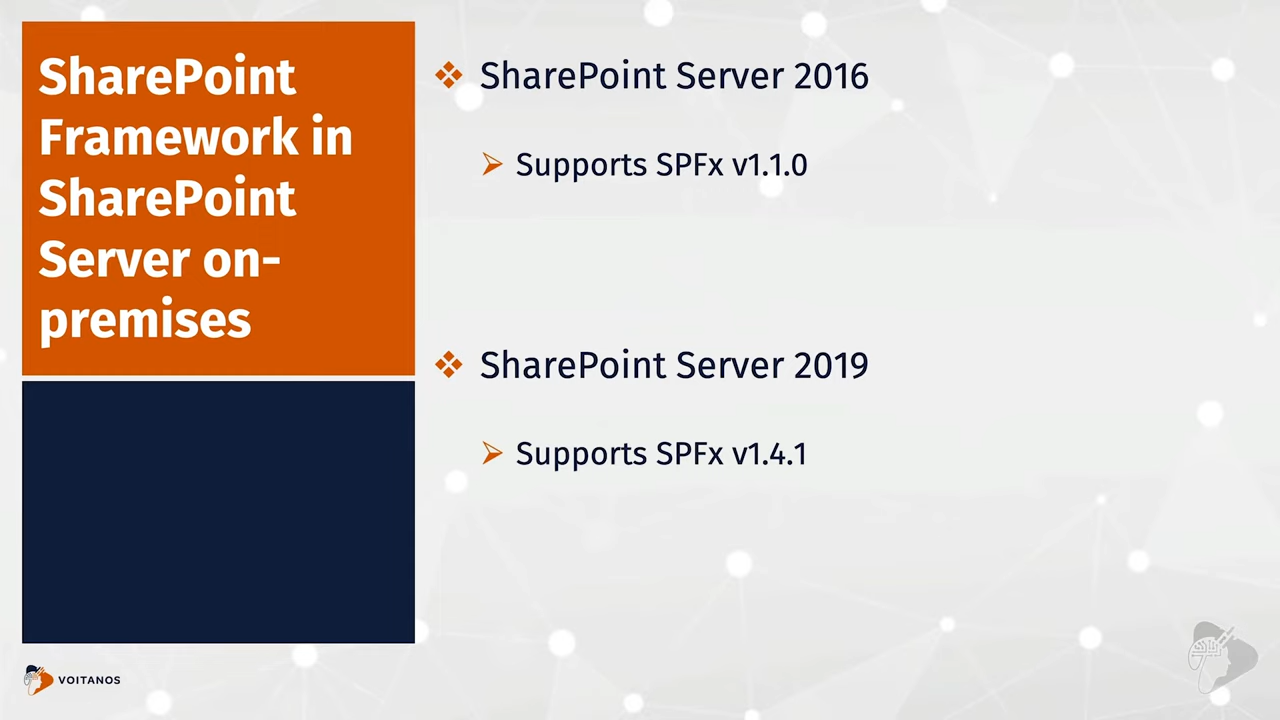 SharePoint
Framework in
SharePoint
Server on-
premises
SharePoint Server 2016
Supports SPFx v1.1.0
SharePoint Server 2019
Supports SPFx v1.4.1
VOITANOS